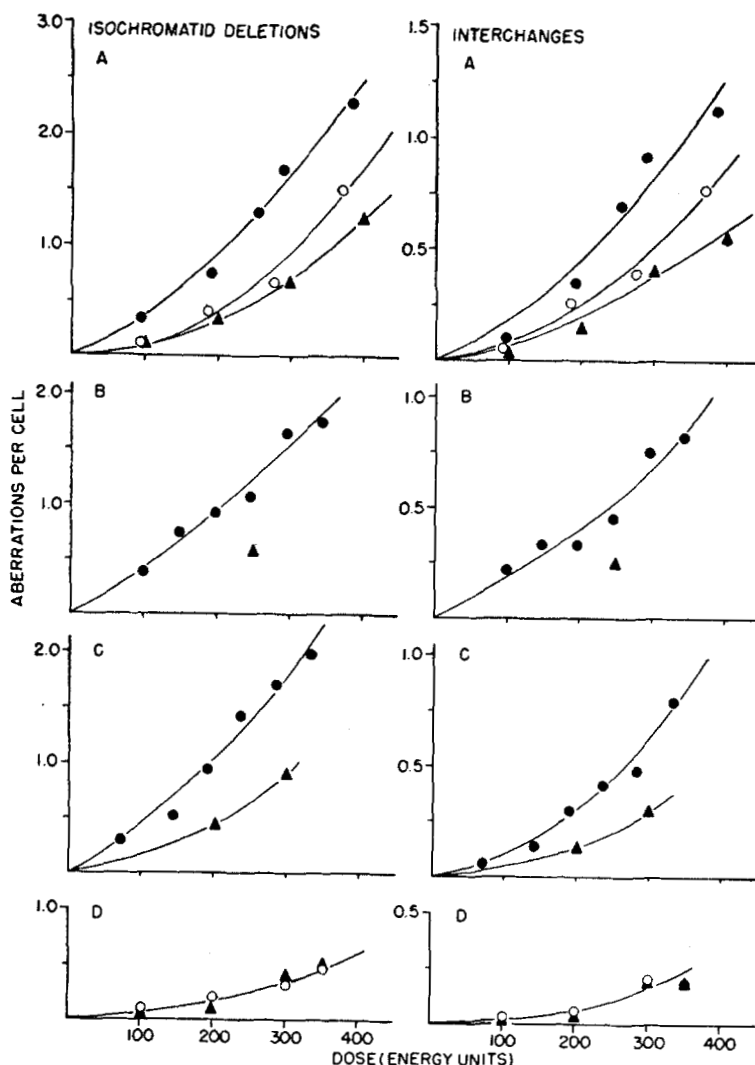 ISOCHROMATID DELETIONS
INTERCHANGES
3.0
A
2.0
1.0
1.5
A
1.0
0.5
ABERRATIONS PER CELL
2.0
B
1.0
1.0
B
0.5
2.0
C
1.0
1.0
C
0.5
1.0
D
0.5
D
100 200 300 400
100 200 300 400
DOSE(ENERGY UNITS)